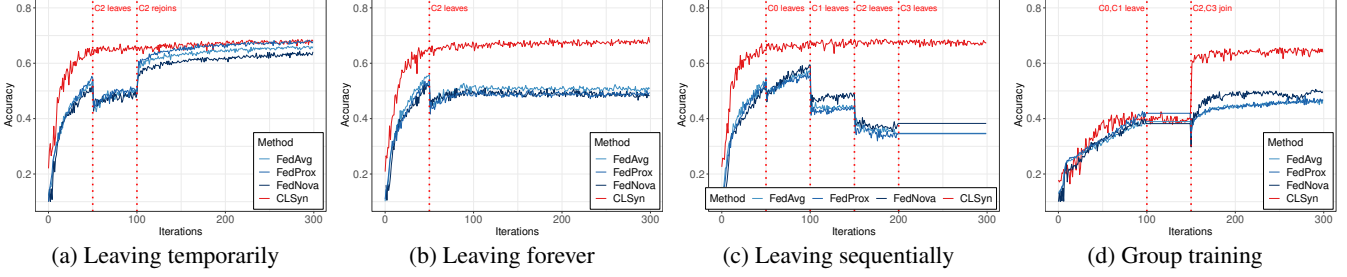 C2 leaves
C2 rejoins
Accuracy
0.8
0.6
0.4
0.2
Method
FedAvg
FedProx
FedNova
CLSyn
0
100
200
300
Iterations
(a) Leaving temporarily
C2 leaves
Accuracy
0.8
0.6
0.4
0.2
Method
FedAvg
FedProx
FedNova
CLSyn
0
100
200
300
Iterations
(b) Leaving forever
C0 leaves
C1 leaves
C2 leaves
C3 leaves
Accuracy
0.8
0.6
0.4
0.2
Method FedAvg FedProx FedNova CLSyn
0
100
200
300
Iterations
(c) Leaving sequentially
C0,C1 leave
C2,C3 join
Accuracy
0.8
0.6
0.4
0.2
Method
FedAvg
FedProx
FedNova
CLSyn
0
100
200
300
Iterations
(d) Group training